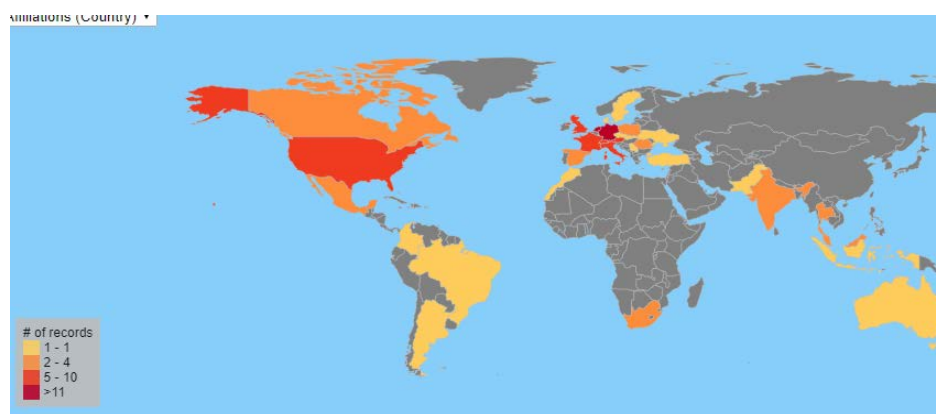 Affiliations (Country)
# of records
1 - 1
2 - 4
5 - 10
>11